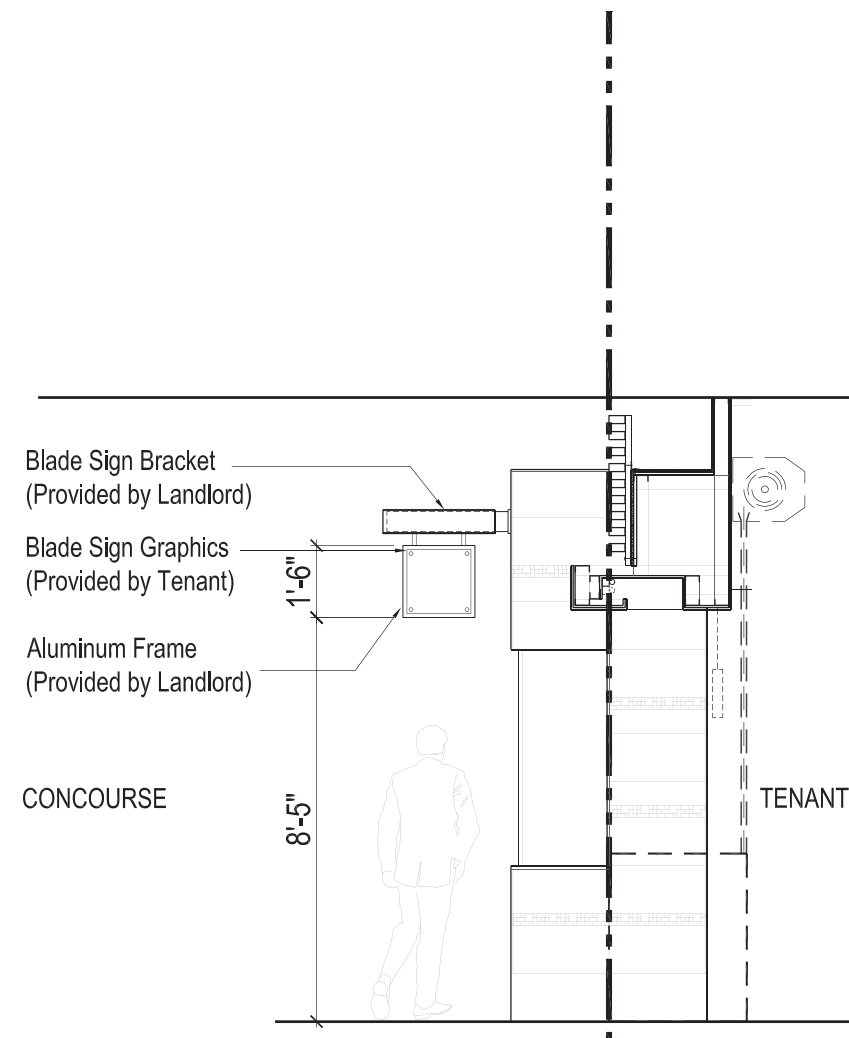 Blade Sign Bracket
(Provided by Landlord)
Blade Sign Graphics
(Provided by Tenant)
1'-6"
Aluminum Frame
(Provided by Landlord)
CONCOURSE
8'-5"
TENANT